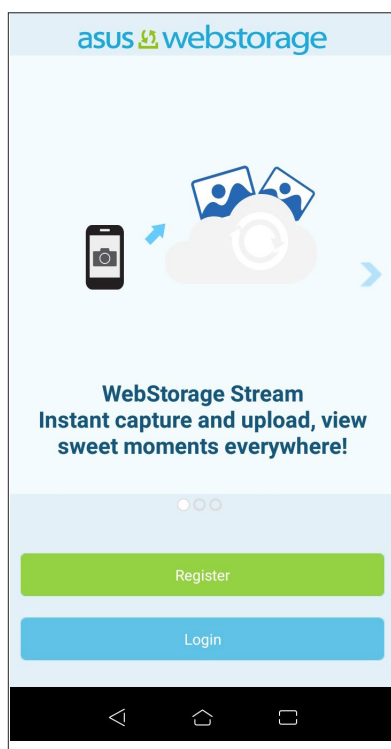 asus webstorage
WebStorage Stream
Instant capture and upload, view
sweet moments everywhere!
Register
Login